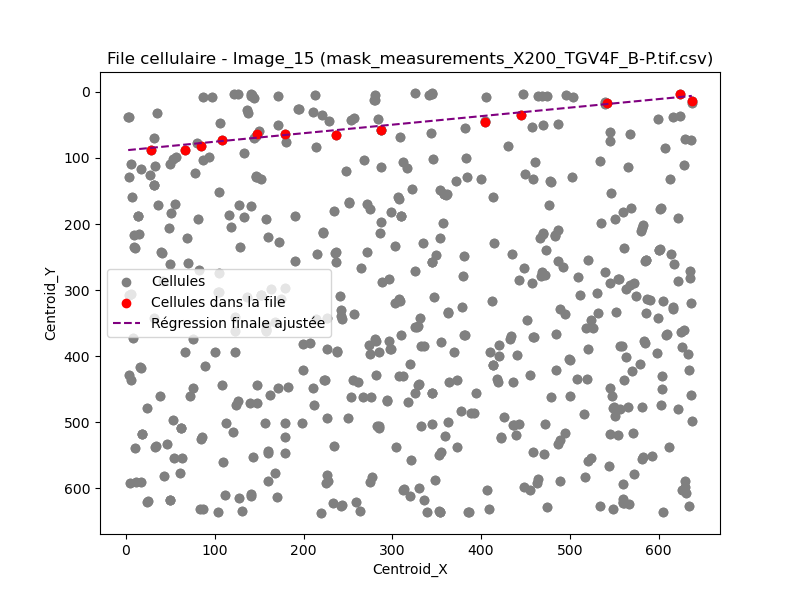 File cellulaire - Image_15 (mask_measurements_X200_TGV4F_B-P.tif.csv)
Centroid_Y
0
100
200
300
400
500
600
Cellules
Cellules dans la file
Régression finale ajustée
0 100 200 300 400 500 600
Centroid_X